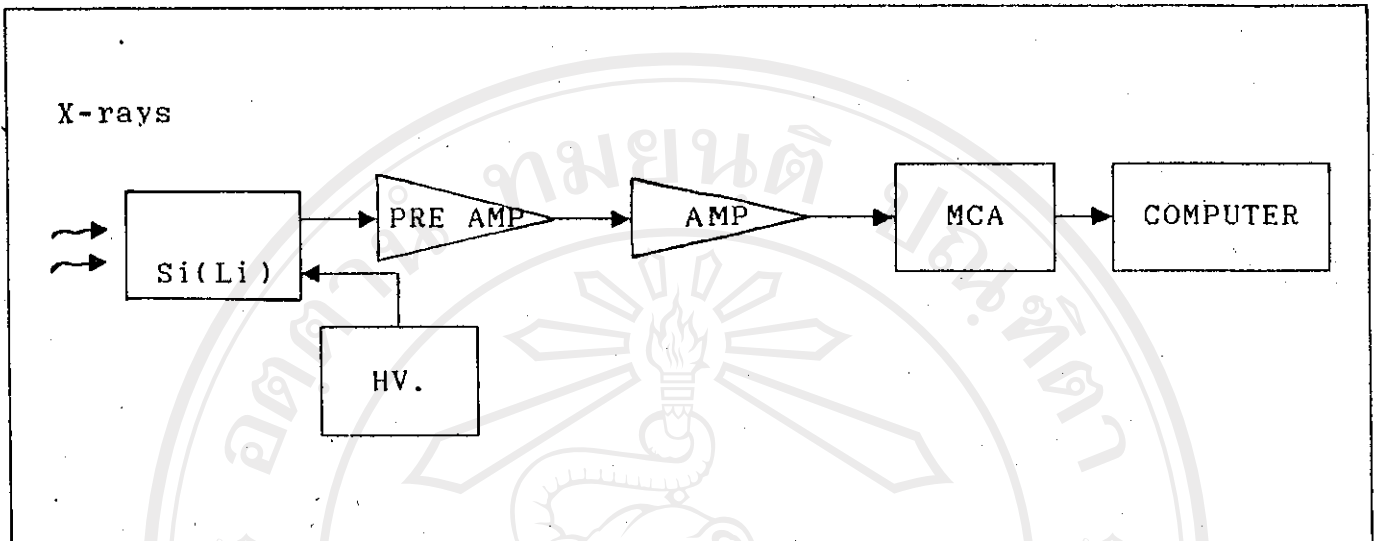 X-rays
Si(Li)
PRE AMP
AMP
MCA
COMPUTER
HV.